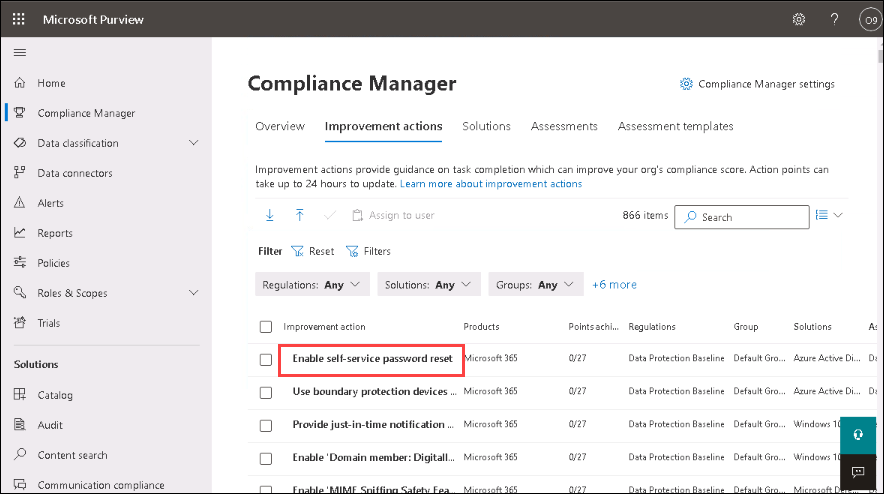 Microsoft Purview
?
O9
Home
Compliance Manager
Data classification
Data connectors
Alerts
Reports
Policies
Roles & Scopes
Trials
Solutions
Catalog
Audit
Content search
Communication compliance
Compliance Manager
Compliance Manager settings
Overview Improvement actions Solutions Assessments Assessment templates
Improvement actions provide guidance on task completion which can improve your org's compliance score. Action points can
take up to 24 hours to update. Learn more about improvement actions
Assign to user 866 items Search
Filter Reset Filters
Regulations: Any Solutions: Any Groups: Any +6 more
Improvement action Products Points achi... Regulations Group Solutions As
Enable self-service password reset Microsoft 365 0/27 Data Protection Baseline Default Gro... Azure Active Di... Da
Use boundary protection devices ... Microsoft 365 0/27 Data Protection Baseline Default Gro... Azure Active Di... Da
Provide just-in-time notification ... Microsoft 365 0/27 Data Protection Baseline Default Gro... Windows 10
Enable 'Domain member: Digitall... Microsoft 365 0/27 Data Protection Baseline Default Gro... Windows 10
Enable 'MIME Sniffing Safety Fea... Microsoft 365 0/27 Data Protection Baseline Default Gro... Microsoft Defe